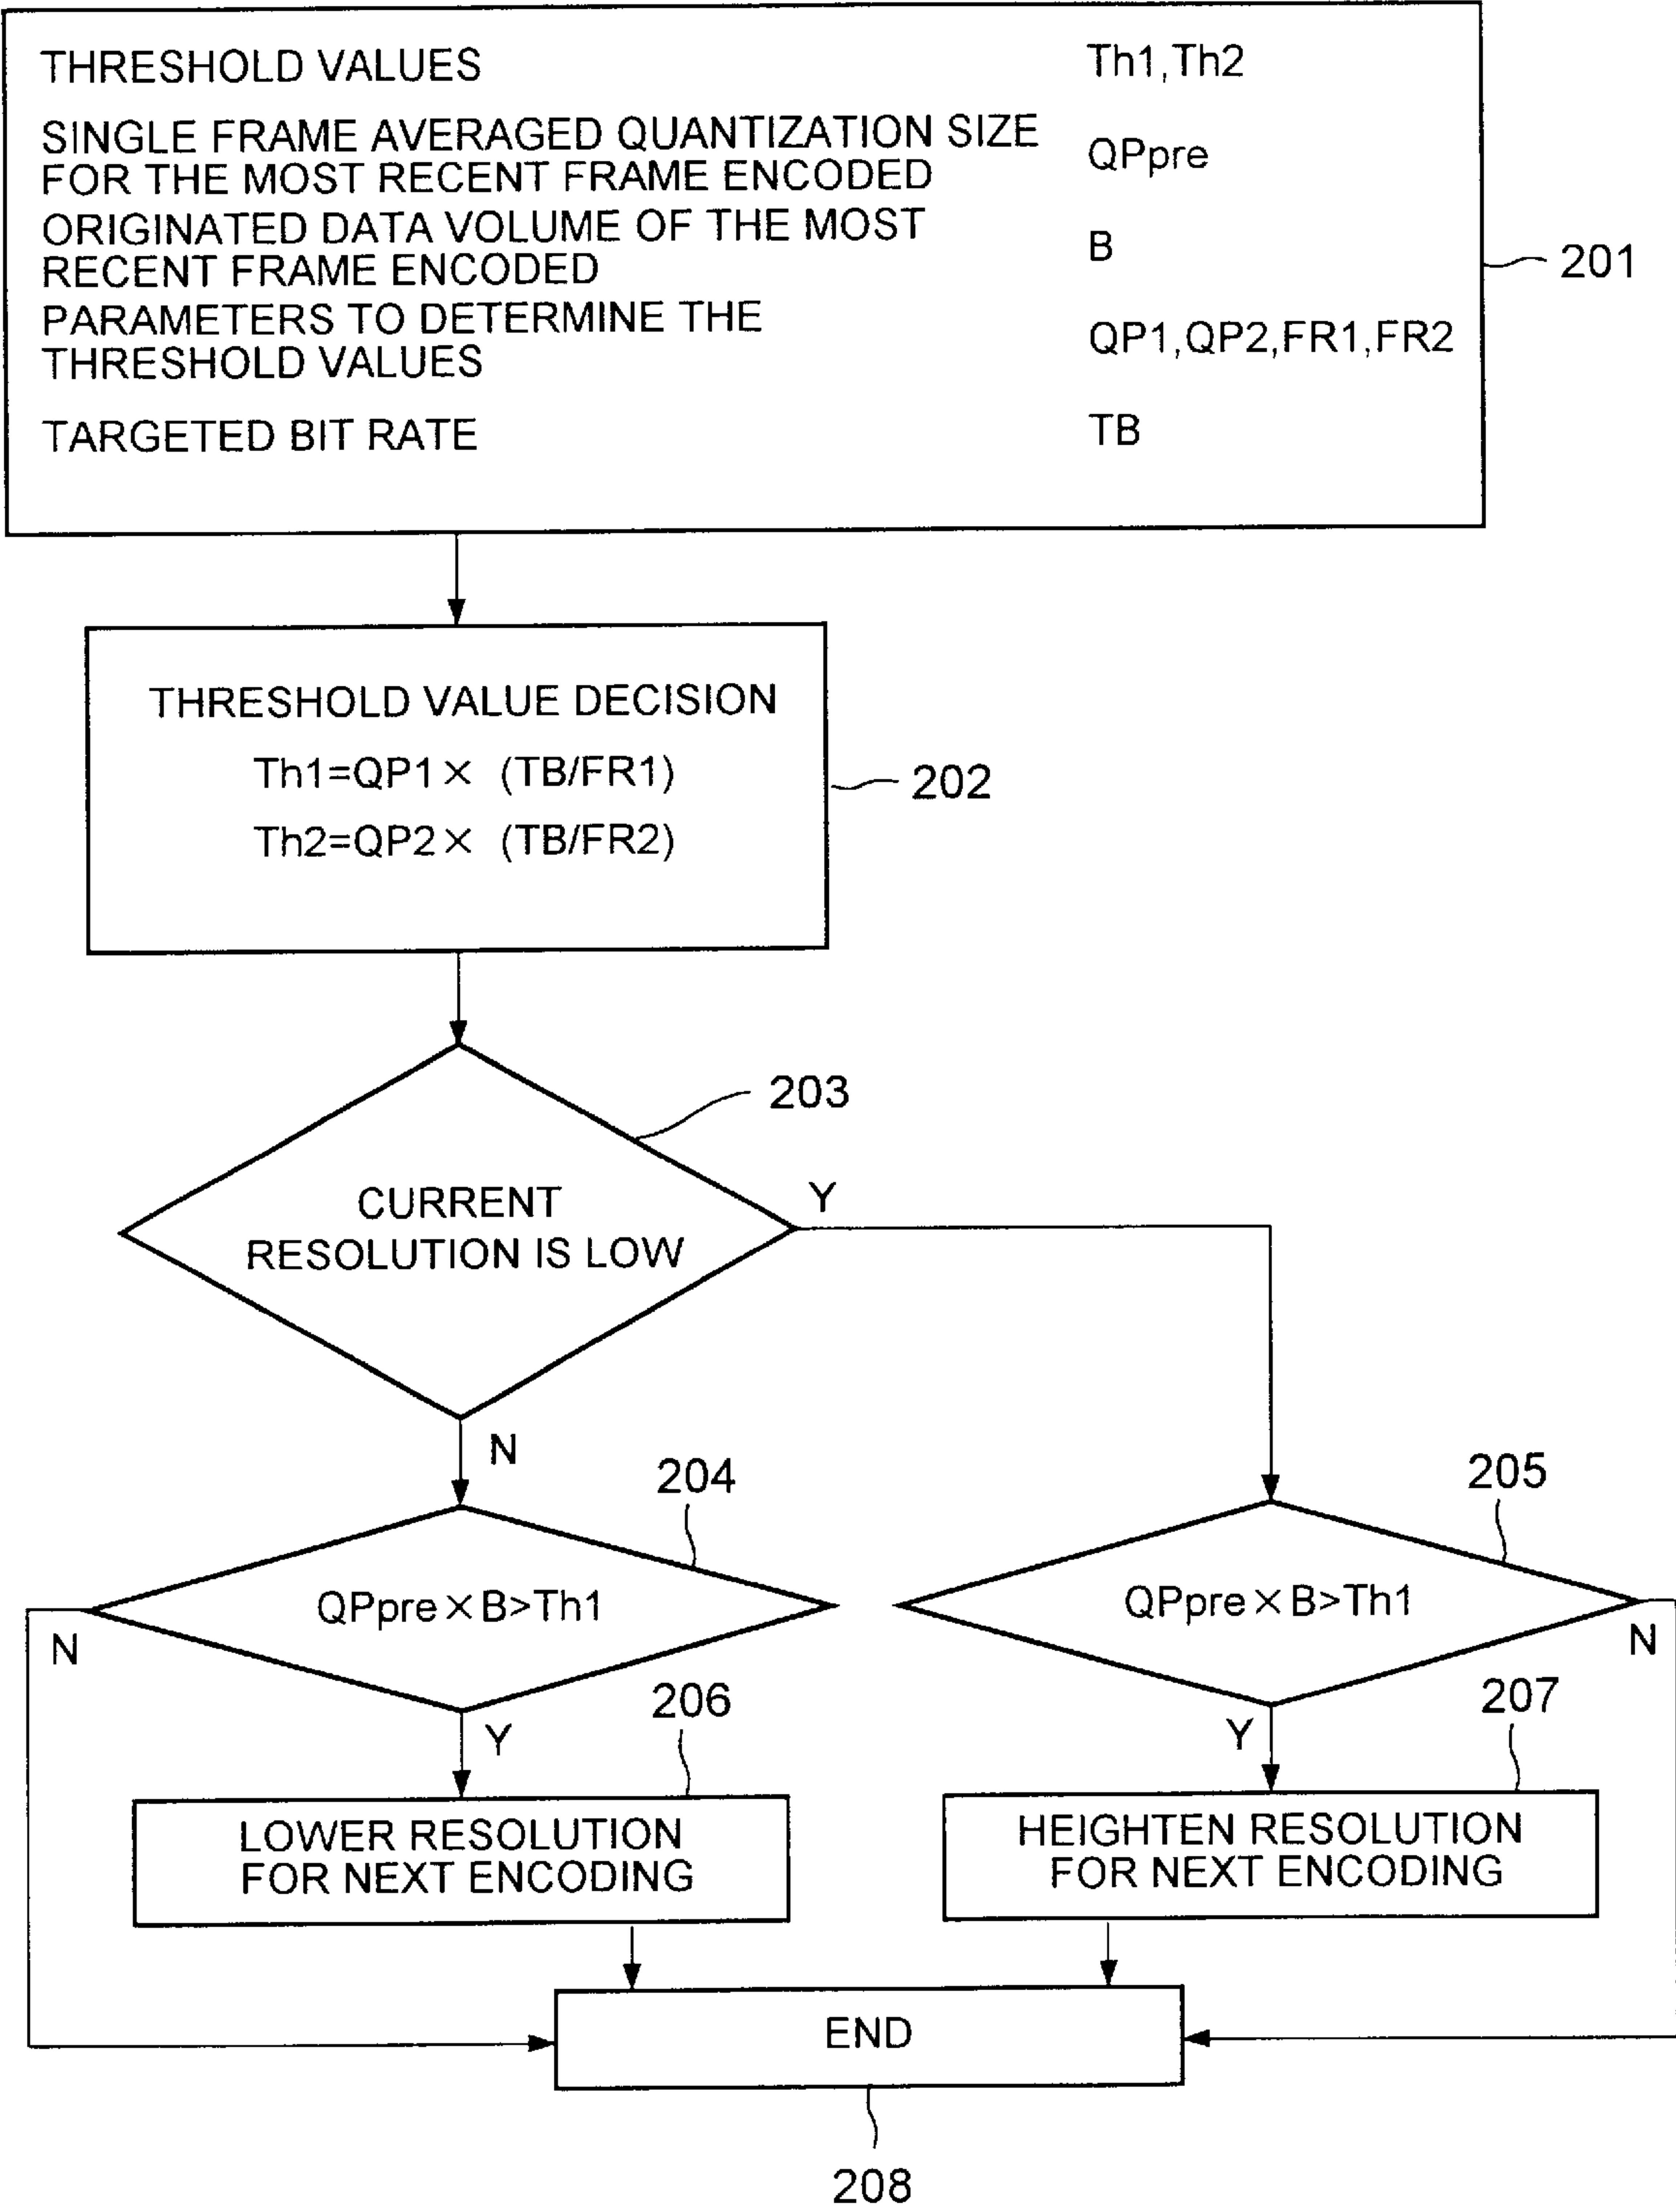 THRESHOLD VALUES Th1,Th2
SINGLE FRAME AVERAGED QUANTIZATION SIZE
FOR THE MOST RECENT FRAME ENCODED QPpre
ORIGINATED DATA VOLUME OF THE MOST
RECENT FRAME ENCODED B
201
PARAMETERS TO DETERMINE THE
THRESHOLD VALUES QP1,QP2,FR1,FR2
TARGETED BIT RATE TB
THRESHOLD VALUE DECISION
Th1=QP1× (TB/FR1)
202
Th2=QP2× (TB/FR2)
203
CURRENT
RESOLUTION IS LOW
Y
N
204
205
QPpre×B>Th1
QPpre×B>Th1
N
N
206
207
Y
Y
LOWER RESOLUTION
FOR NEXT ENCODING
HEIGHTEN RESOLUTION
FOR NEXT ENCODING
END
208